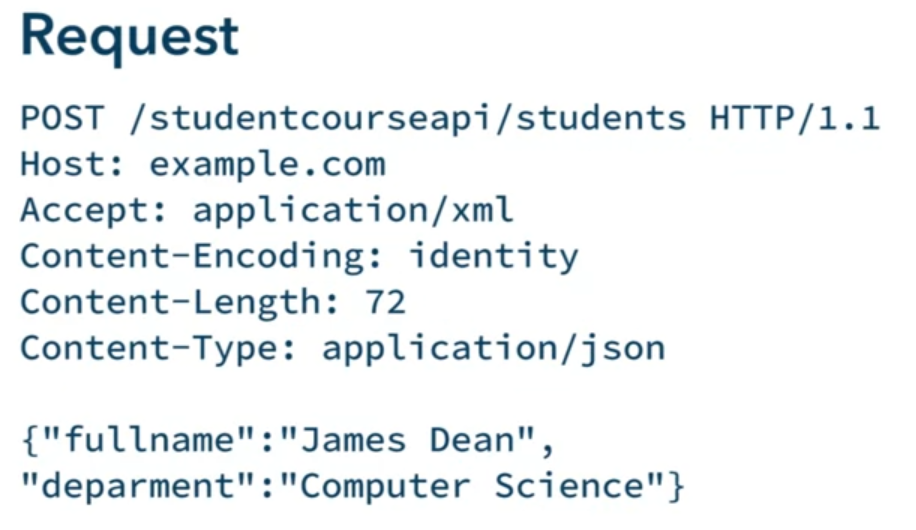 Request
POST /studentcourseapi/students HTTP/1.1
Host: example.com
Accept: application/xml
Content-Encoding: identity
Content-Length: 72
Content-Type: application/json
{"fullname":"James Dean",
"deparment":"Computer Science"}